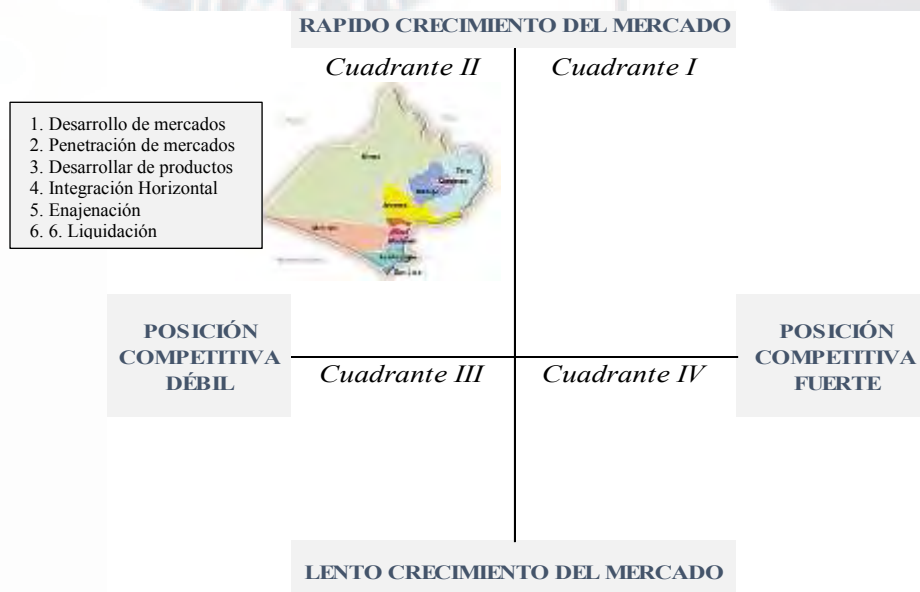 RAPIDO CRECIMIENTO DEL MERCADO
Cuadrante II
Cuadrante I
1. Desarrollo de mercados
2. Penetración de mercados
3. Desarrollar de productos
4. Integración Horizontal
5. Enajenación
6. 6. Liquidación
POSICIÓN
COMPETITIVA
DÉBIL
POSICIÓN
COMPETITIVA
FUERTE
Cuadrante III
Cuadrante IV
LENTO CRECIMIENTO DEL MERCADO